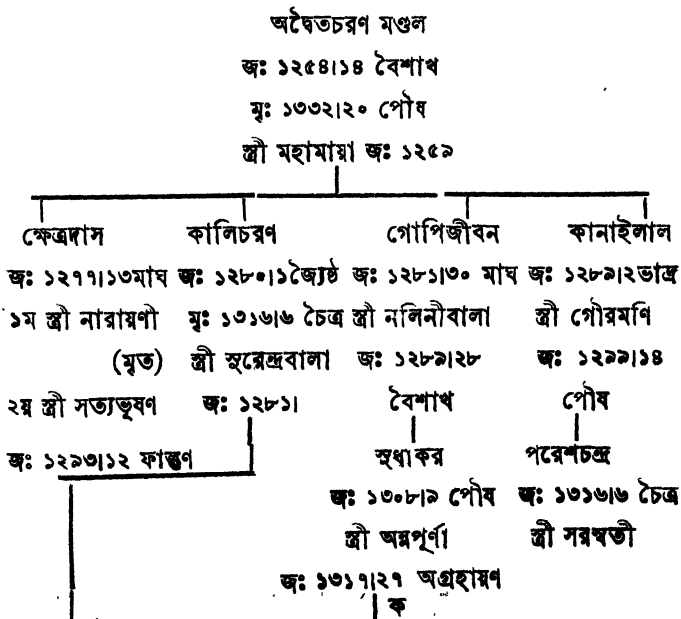 অদ্বৈতচরণ মণ্ডল
জঃ ১২৫৪।১৪ বৈশাখ
মৃঃ ১৩৩২।২০ পৌষ
স্ত্রী মহামায়া জঃ ১২৫৯
ক্ষেত্রদাস কালিচরণ গোপিজীবন কানাইলাল
জঃ ১২৭৭।১৩মাঘ জঃ ১২৮০।১জ্যৈষ্ঠ জঃ ১২৮১।৩০ মাঘ জঃ ১২৮৯।২ভাদ্র
১ম স্ত্রী নারায়ণী মৃঃ ১৩১৬।৬ চৈত্র স্ত্রী নলিনীবালা স্ত্রী গৌরমণি
(মৃত) স্ত্রী সুরেন্দ্রবালা জঃ ১২৮৯।২৮ জঃ ১২৯৯।১৪
২য় স্ত্রী সত্যভূষণ জঃ ১২৮১। বৈশাখ পৌষ
জঃ ১২৯৩।১২ ফাল্গুণ সুধাকর পরেশচন্দ্র
জঃ ১৩০৮।৯ পৌষ জঃ ১৩১৬।৬ চৈত্র
স্ত্রী অন্নপূর্ণা স্ত্রী সরস্বতী
জঃ ১৩১৭।২৭ অগ্রহায়ণ
ক